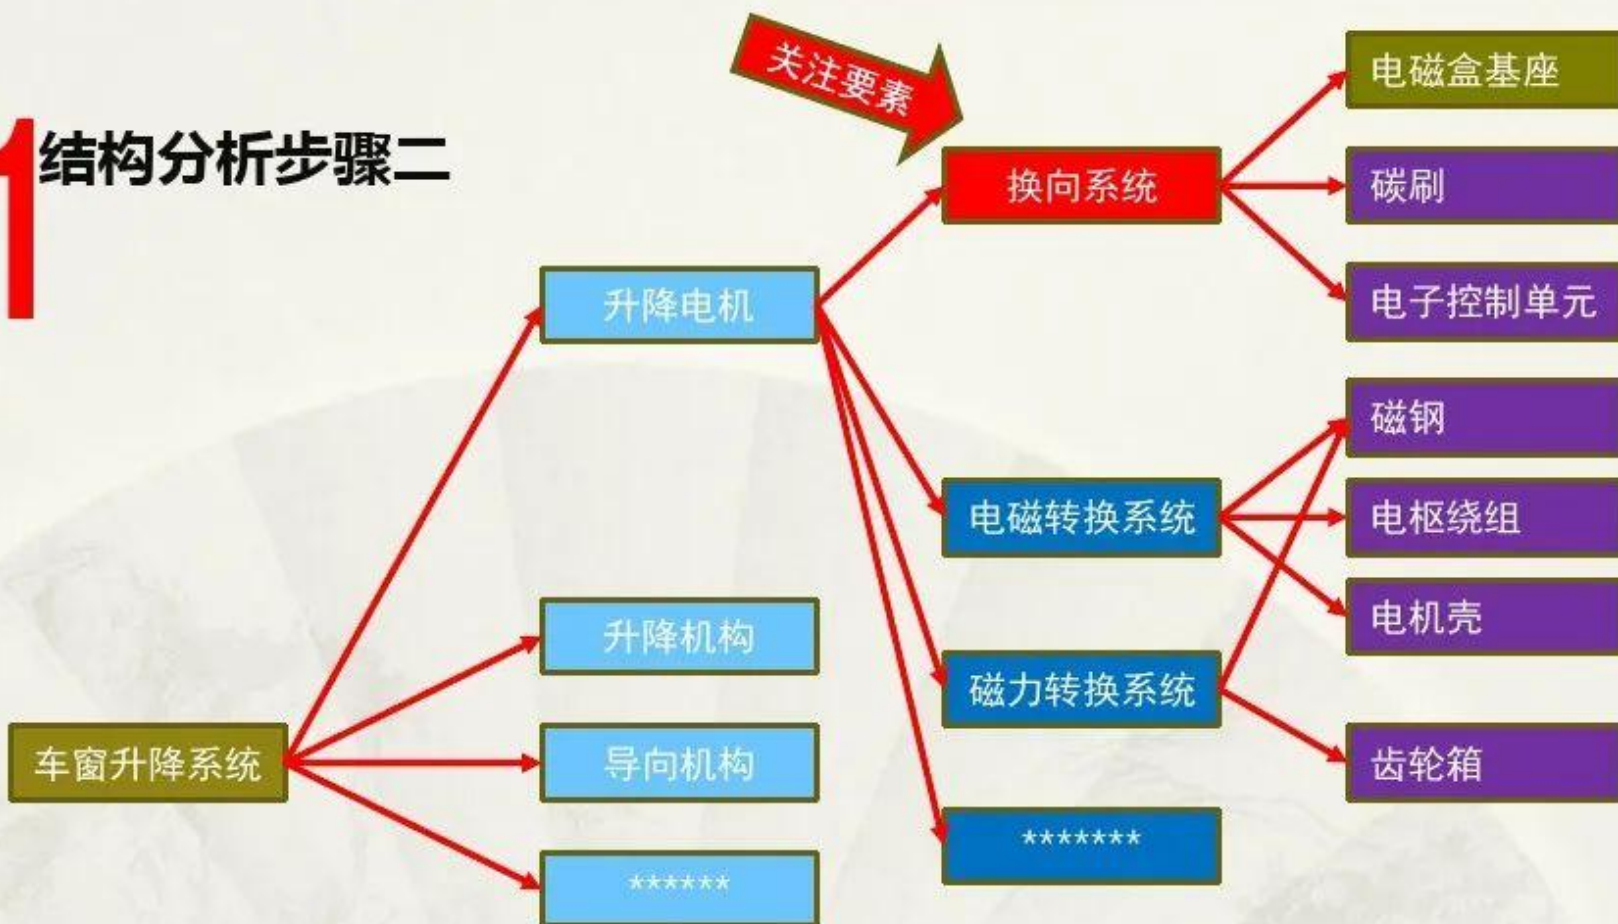 1
结构分析步骤二
关注要素
车窗升降系统
升降电机
升降机构
导向机构
******
换向系统
电磁转换系统
磁力转换系统
*******
电磁盒基座
碳刷
电子控制单元
磁钢
电枢绕组
电机壳
齿轮箱